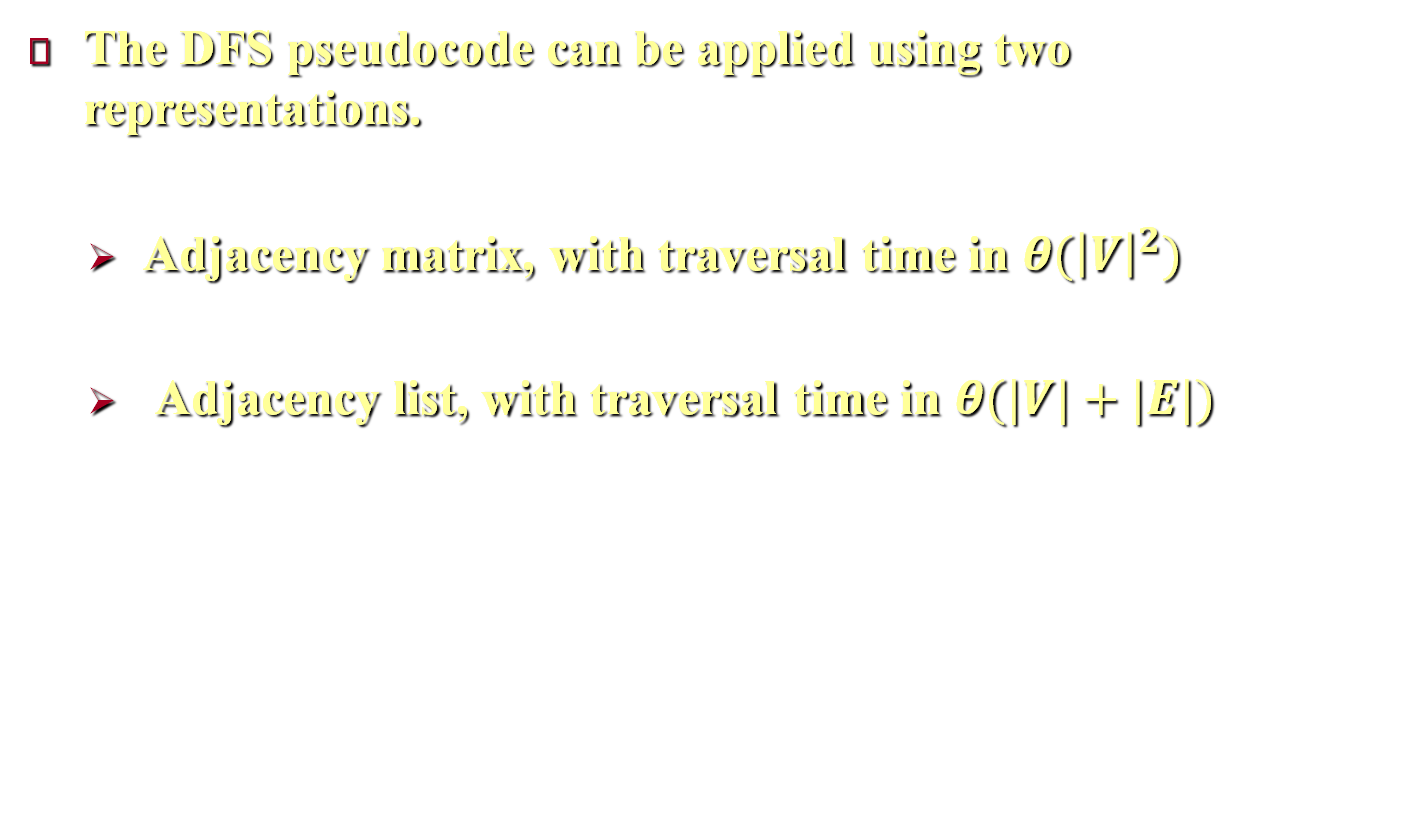 The DFS pseudocode can be applied using two
representations.
Adjacency matrix, with traversal time in θ(|V|²)
Adjacency list, with traversal time in θ(|V| + |E|)